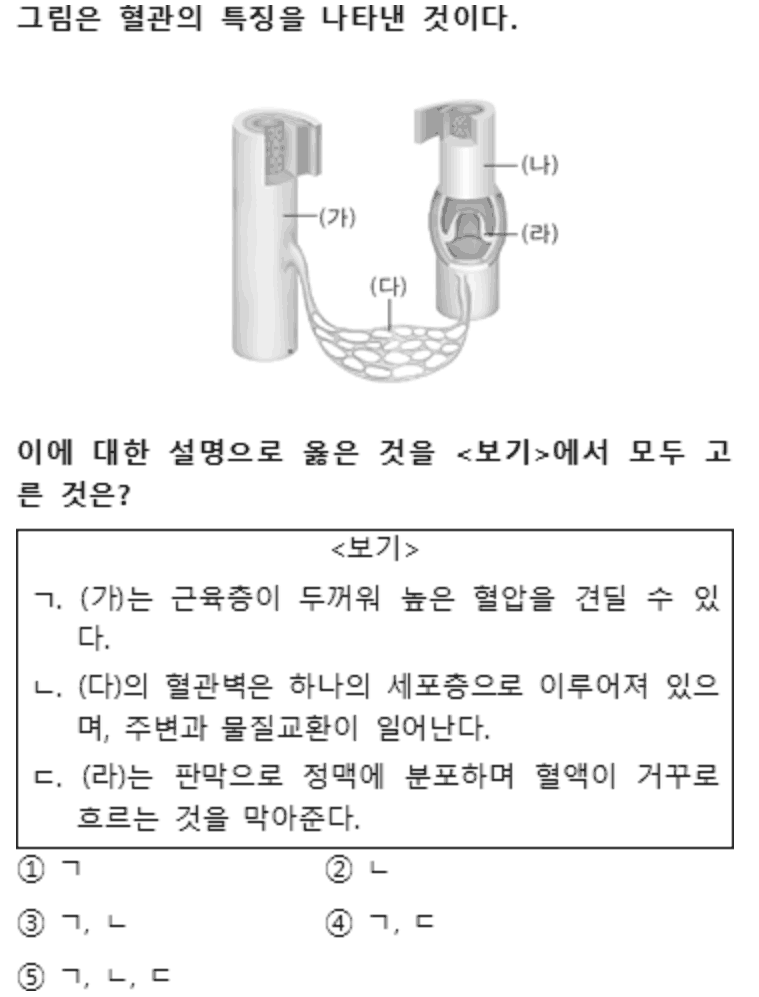 그림은 혈관의 특징을 나타낸 것이다.
(나)
(가)
(라)
(다)
이에 대한 설명으로 옳은 것을 <보기>에서 모두 고
른 것은?
<보기>
ㄱ. (가)는 근육층이 두꺼워 높은 혈압을 견딜 수 있
다.
ㄴ. (다)의 혈관벽은 하나의 세포층으로 이루어져 있으
며, 주변과 물질교환이 일어난다.
ㄷ. (라)는 판막으로 정맥에 분포하며 혈액이 거꾸로
흐르는 것을 막아준다.
① ㄱ ② ㄴ
③ ㄱ, ㄴ ④ ㄱ, ㄷ
⑤ ㄱ, ㄴ, ㄷ